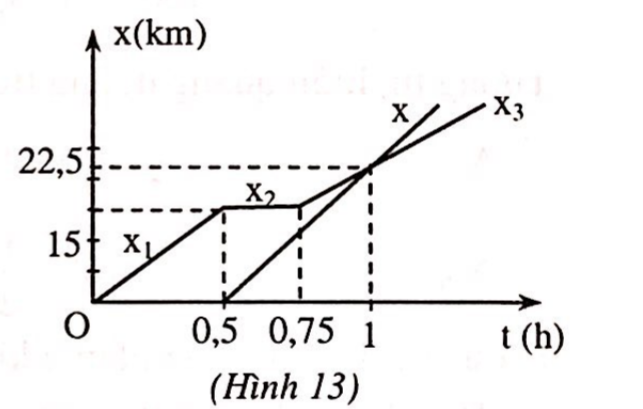 x(km)
x
x₃
22,5
x₂
15
x₁
O
0,5
0,75
1
t (h)
(Hình 13)